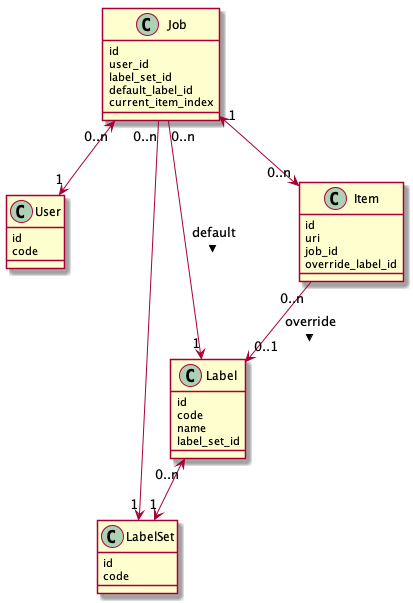 C Job
id
user_id
label_set_id
default_label_id
current_item_index
0..n
0..n
0..n
1
1
0..n
C User
id
code
C Item
id
uri
job_id
override_label_id
default
0..n
override
1
0..1
C Label
id
code
name
label_set_id
0..n
1
1
C LabelSet
id
code